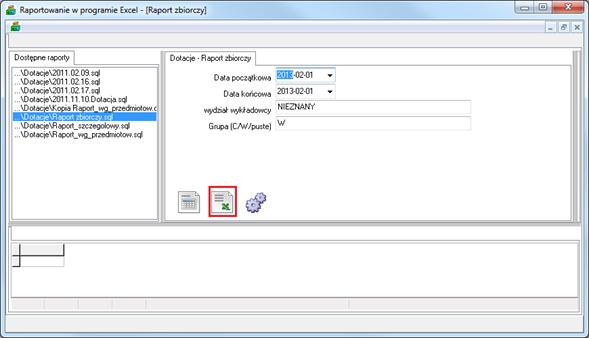 Raportowanie w programie Excel - [Raport zbiorczy]
Dostępne raporty
...\Dotacje\2011.02.09.sql
...\Dotacje\2011.02.16.sql
...\Dotacje\2011.02.17.sql
...\Dotacje\2011.11.10.Dotacja.sql
...\Dotacje\Kopia Raport_wg_przedmiotow.
...\Dotacje\Raport zbiorczy.sql
...\Dotacje\Raport_szczegolowy.sql
...\Dotacje\Raport_wg_przedmiotow.sql
Dotacje - Raport zbiorczy
Data początkowa 2013-02-01
Data końcowa 2013-02-01
wydział wykładowcy NIEZNANY
Grupa (C/W/puste) W